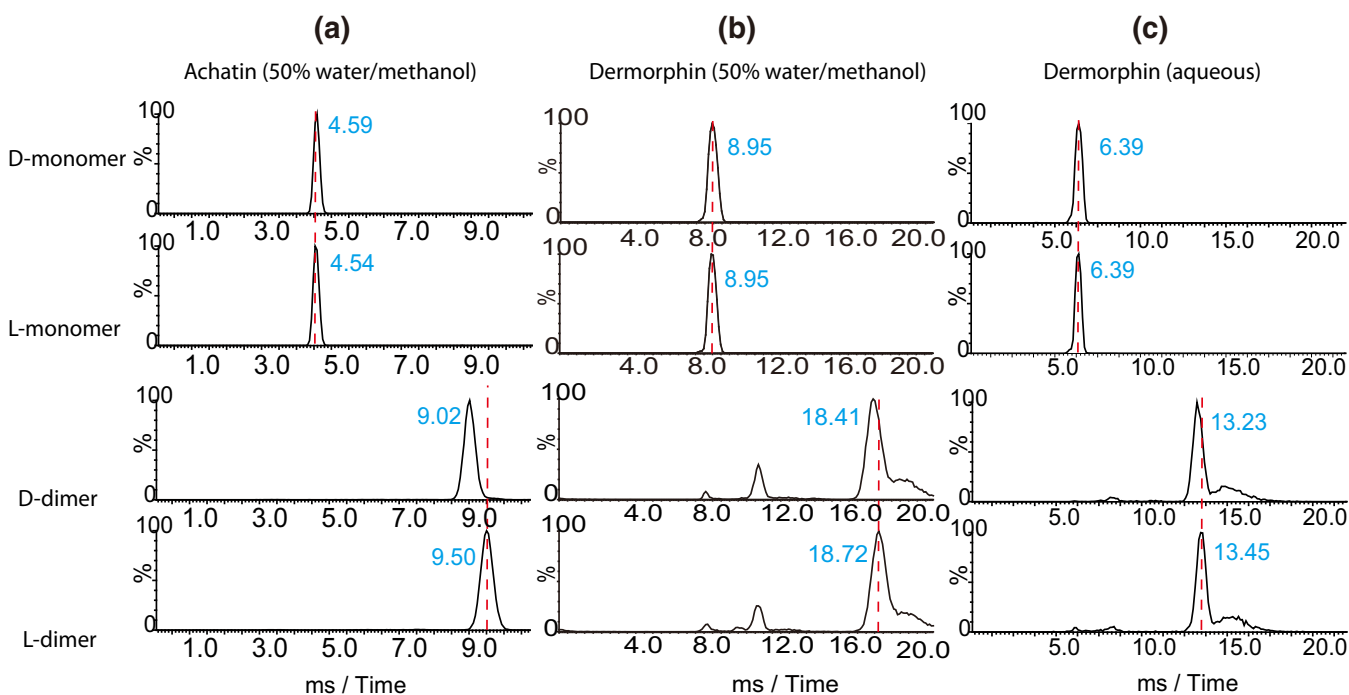 (a) (b) (c)
Achatin (50% water/methanol) Dermorphin (50% water/methanol) Dermorphin (aqueous)
D-monomer
% 100 0 4.59
1.0 3.0 5.0 7.0 9.0
% 100 0 8.95
4.0 8.0 12.0 16.0 20.0
% 100 0 6.39
5.0 10.0 15.0 20.0
L-monomer
% 100 0 4.54
1.0 3.0 5.0 7.0 9.0
% 100 0 8.95
4.0 8.0 12.0 16.0 20.0
% 100 0 6.39
5.0 10.0 15.0 20.0
D-dimer
% 100 0 9.02
1.0 3.0 5.0 7.0 9.0
% 100 0 18.41
4.0 8.0 12.0 16.0 20.0
% 100 0 13.23
5.0 10.0 15.0 20.0
L-dimer
% 100 0 9.50
1.0 3.0 5.0 7.0 9.0
% 100 0 18.72
4.0 8.0 12.0 16.0 20.0
% 100 0 13.45
5.0 10.0 15.0 20.0
ms / Time ms / Time ms / Time